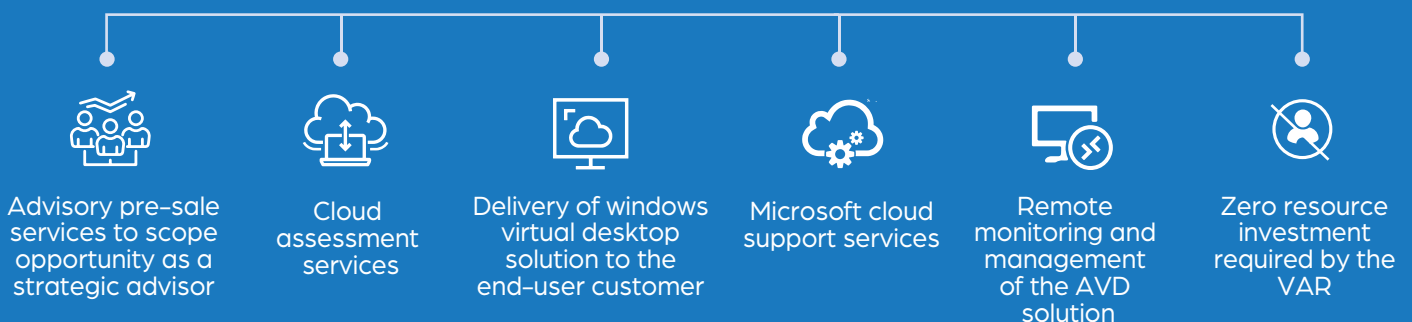 Advisory pre-sale
services to scope
opportunity as a
strategic advisor
Cloud
assessment
services
Delivery of windows
virtual desktop
solution to the
end-user customer
Microsoft cloud
support services
Remote
monitoring and
management
of the AVD
solution
Zero resource
investment
required by the
VAR